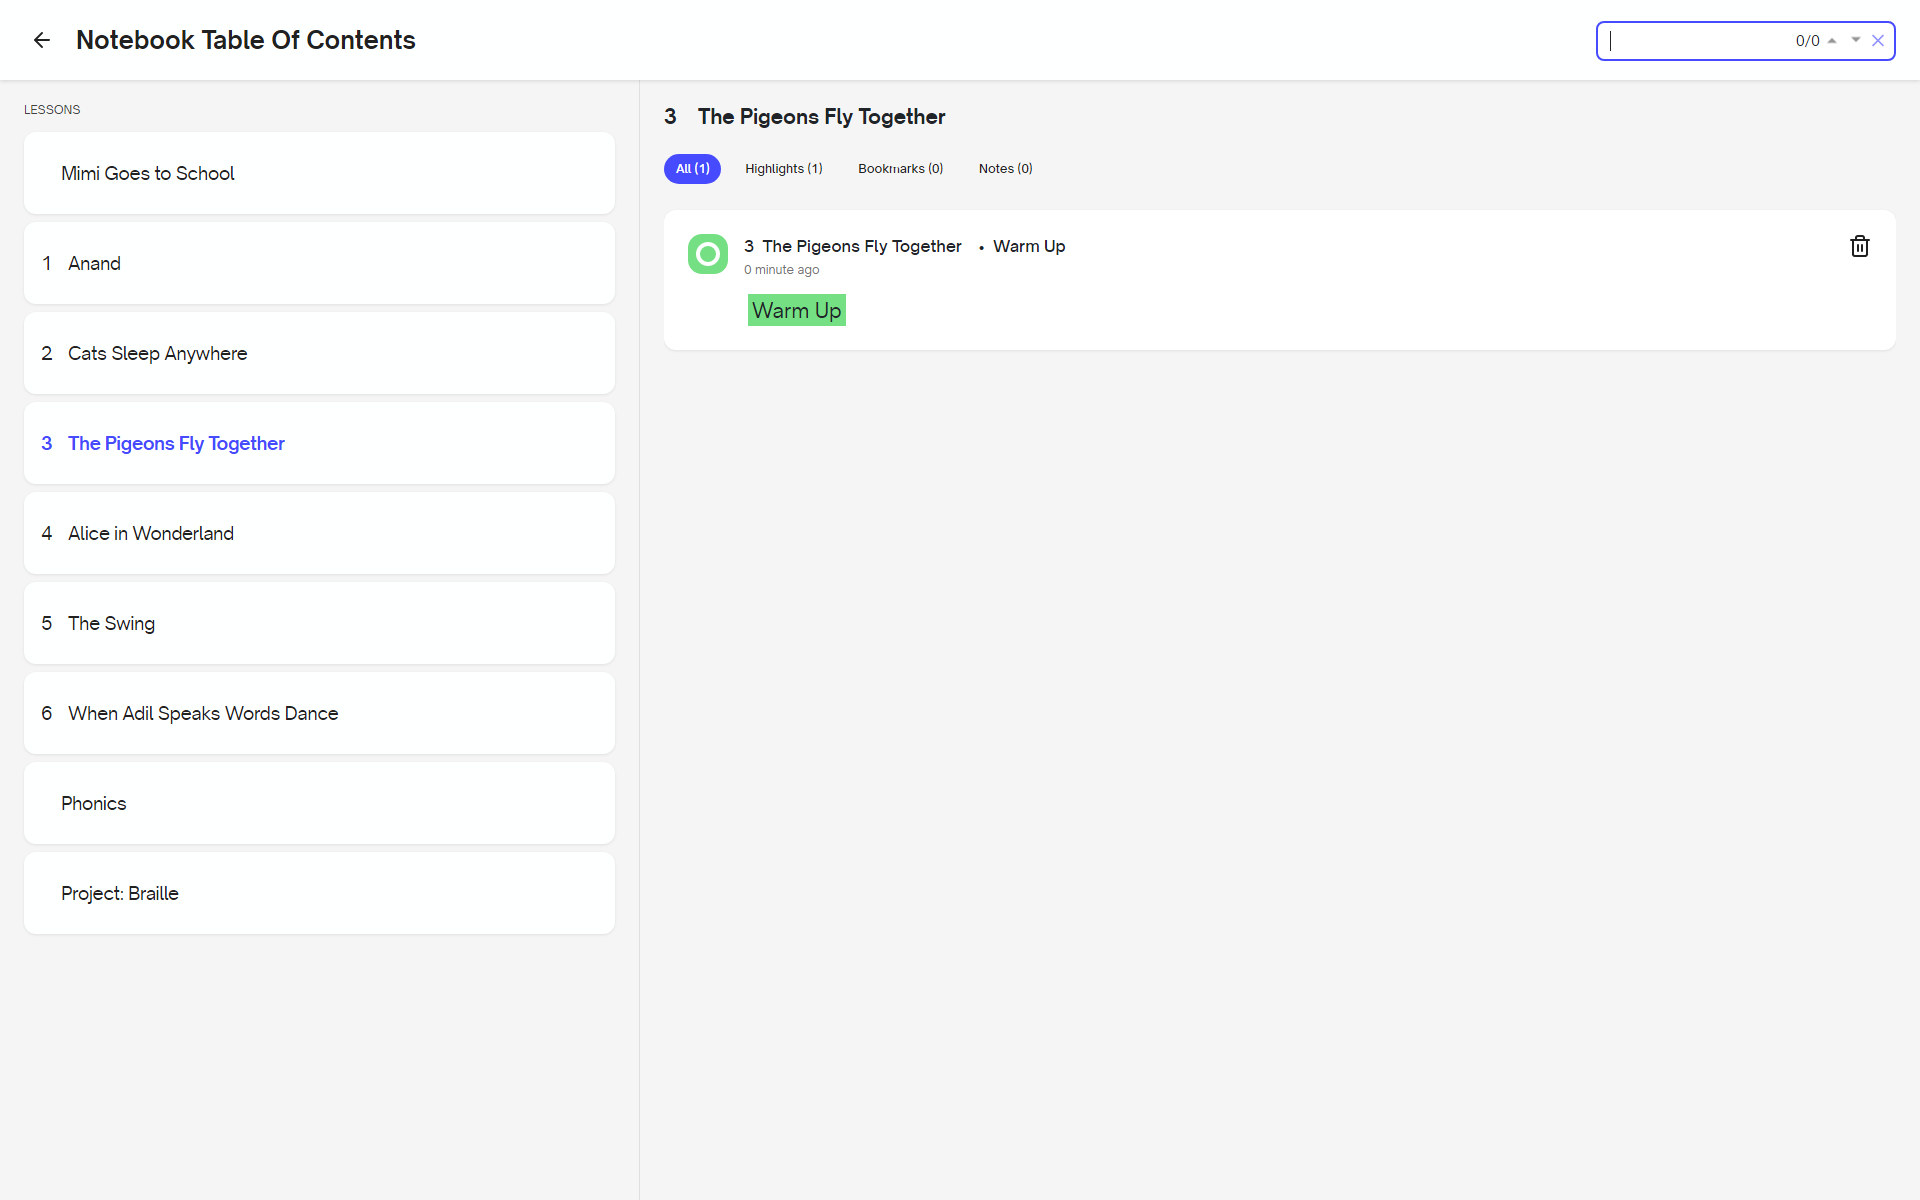 Notebook Table Of Contents
0/0
LESSONS
Mimi Goes to School
1 Anand
2 Cats Sleep Anywhere
3 The Pigeons Fly Together
4 Alice in Wonderland
5 The Swing
6 When Adil Speaks Words Dance
Phonics
Project: Braille
3 The Pigeons Fly Together
All (1) Highlights (1) Bookmarks (0) Notes (0)
3 The Pigeons Fly Together • Warm Up
0 minute ago
Warm Up